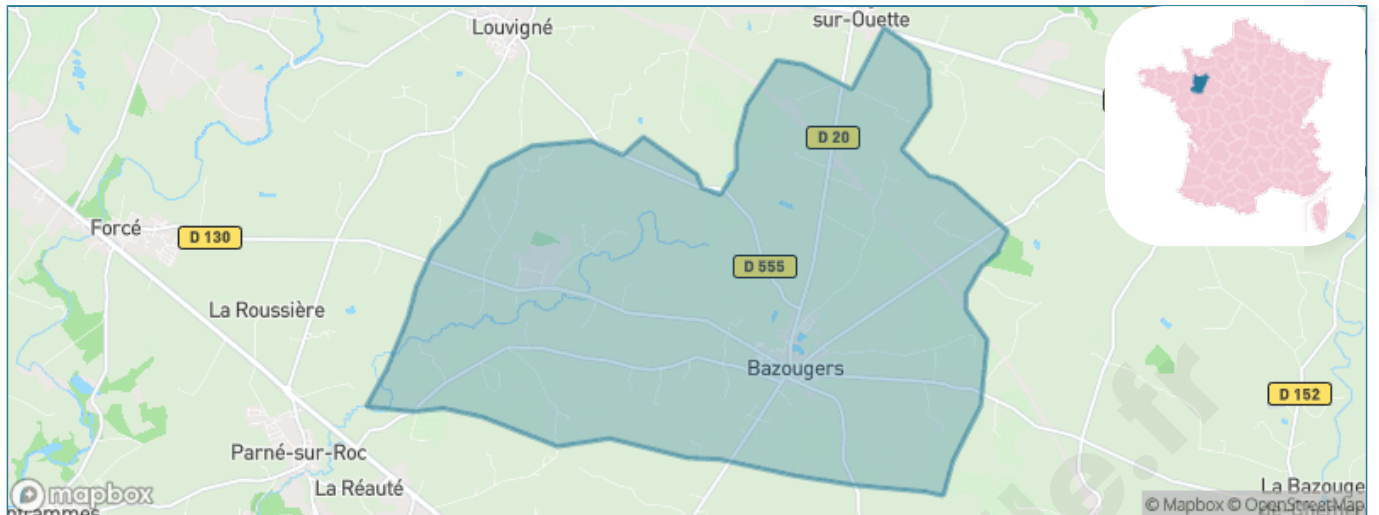 Louvigné
sur-Ouette
D 20
Forcé
D 130
D 555
La Roussière
Bazougers
D 152
Parné-sur-Roc
La Réauté
La Bazouge
mapbox
© Mapbox © OpenStreetMap